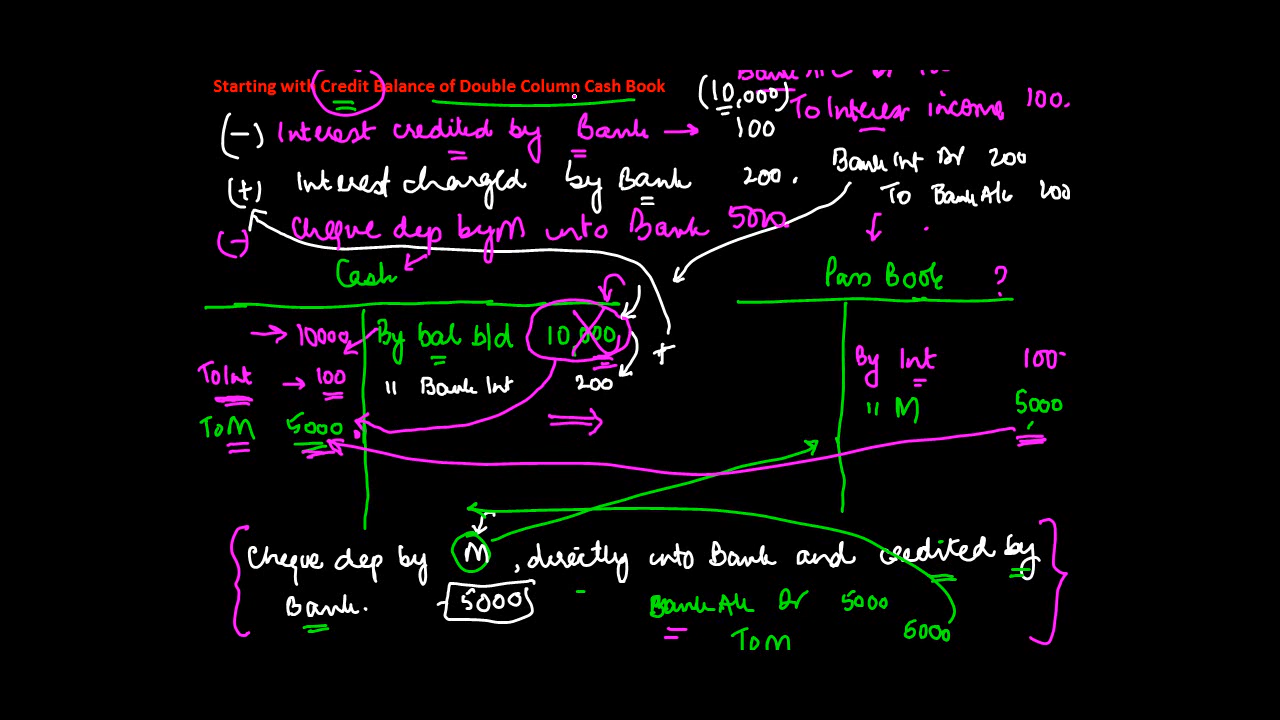 Starting with Credit Balance of Double Column Cash Book
(10,000)
To Interest income 100.
(-) Interest credited by Bank → 100
Bank Int Dr 200
(+) Interest charged by Bank 200.
To Bank A/c 200
(-) Cheque dep by M into Bank 5000
Cash
Pass Book ?
→ 10000 By bal b/d 10,000
+
To Int → 100 " Bank Int 200
By Int 100
To M 5000.
" M 5000
Cheque dep by M, directly into Bank and credited by
Bank. 5000
Bank A/c Dr 5000
To M 5000